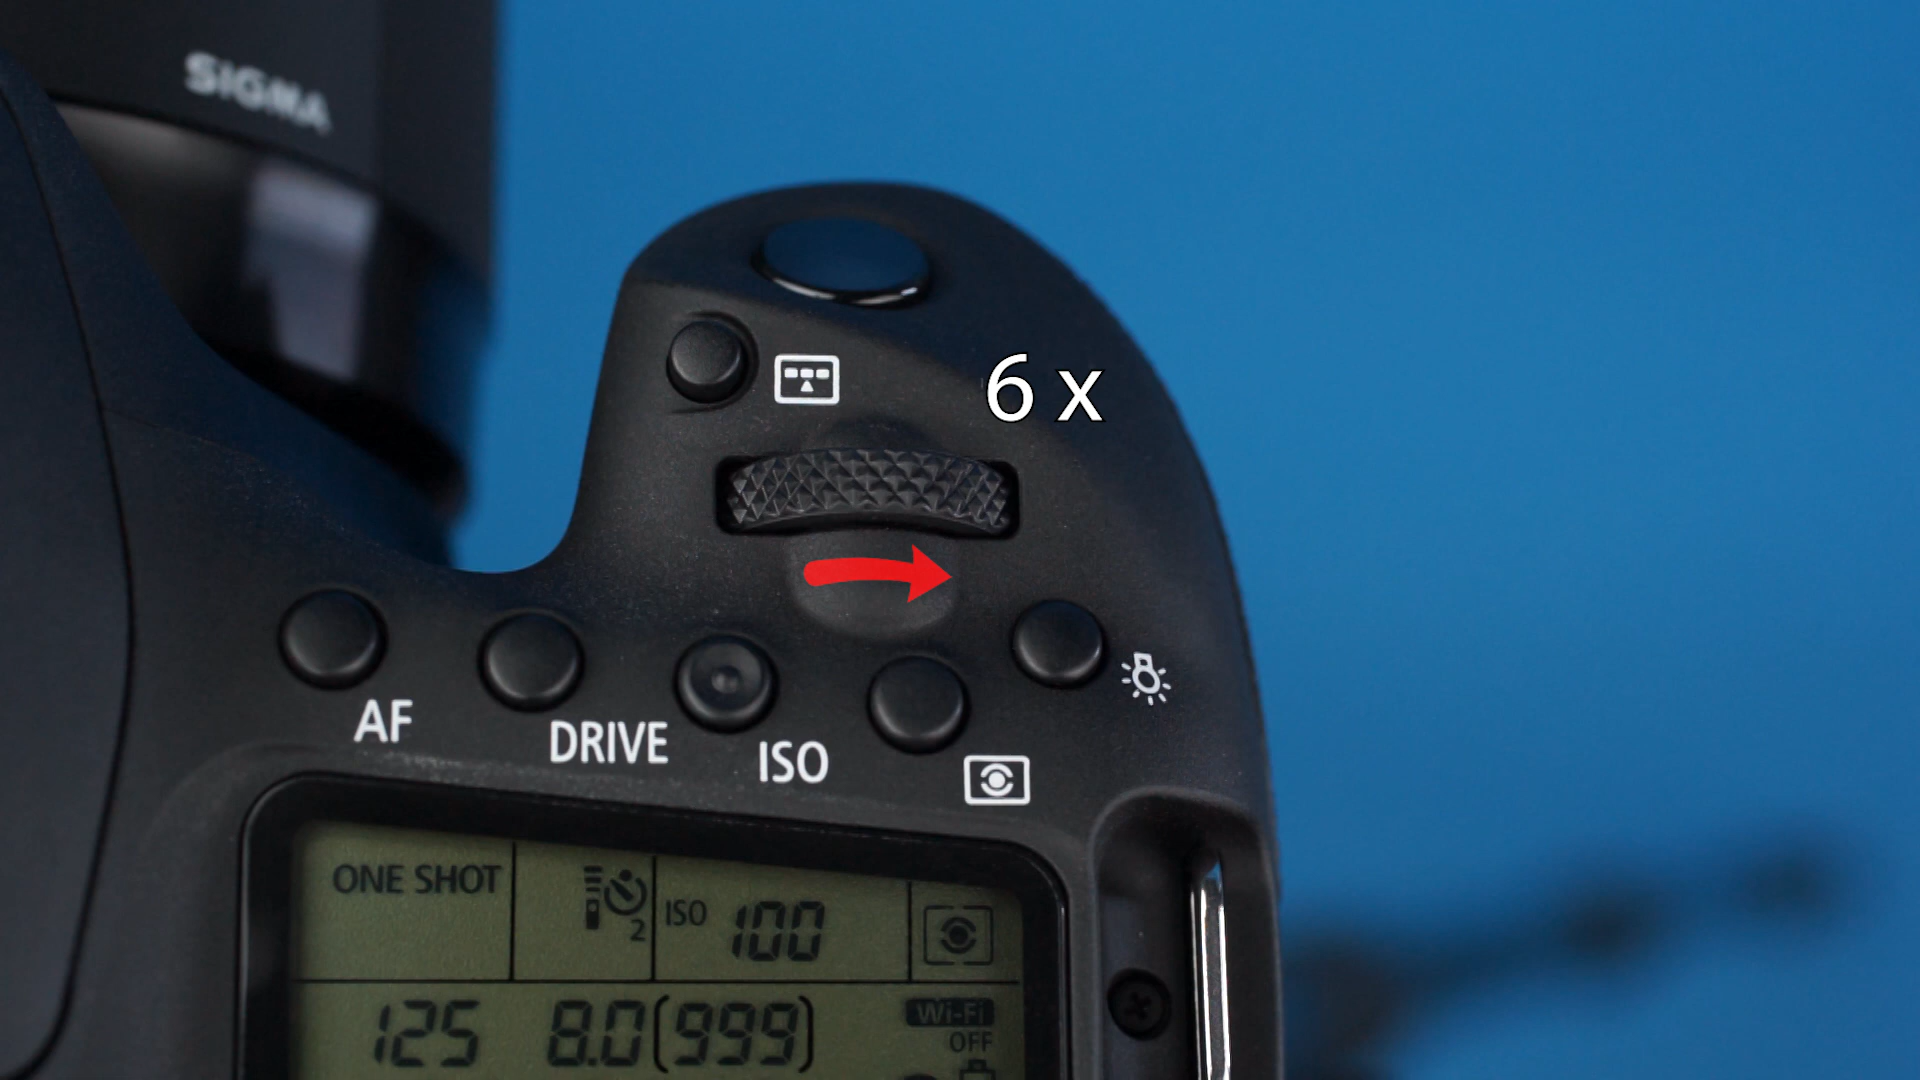 SIGMA
6 x
AF
DRIVE
ISO
ONE SHOT
2
ISO 100
125 8.0 (999)
Wi-Fi
OFF